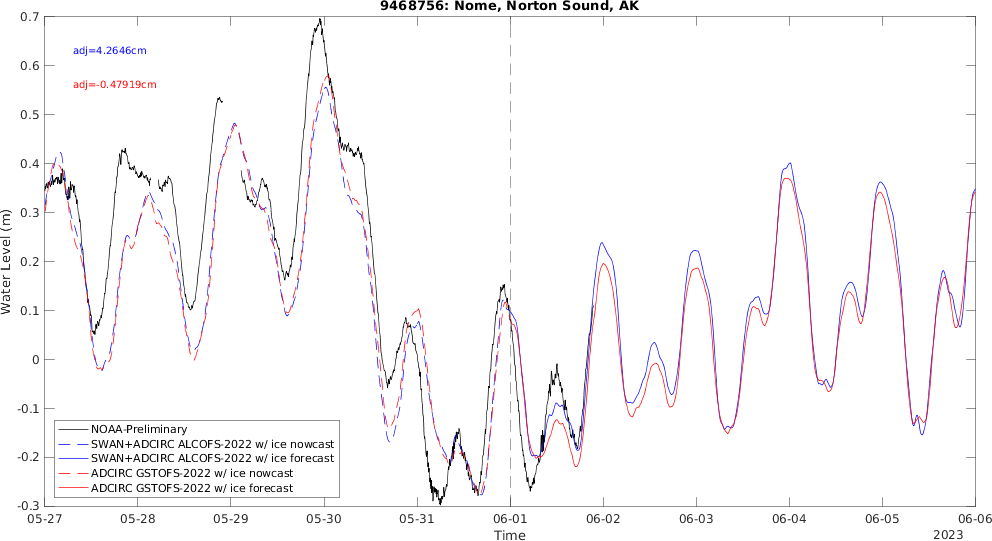 9468756: Nome, Norton Sound, AK
adj=4.2646cm
adj=-0.47919cm
Water Level (m)
0.7
0.6
0.5
0.4
0.3
0.2
0.1
0
-0.1
-0.2
-0.3
NOAA-Preliminary
SWAN+ADCIRC ALCOFS-2022 w/ ice nowcast
SWAN+ADCIRC ALCOFS-2022 w/ ice forecast
ADCIRC GSTOFS-2022 w/ ice nowcast
ADCIRC GSTOFS-2022 w/ ice forecast
05-27 05-28 05-29 05-30 05-31 06-01 06-02 06-03 06-04 06-05 06-06
Time
2023